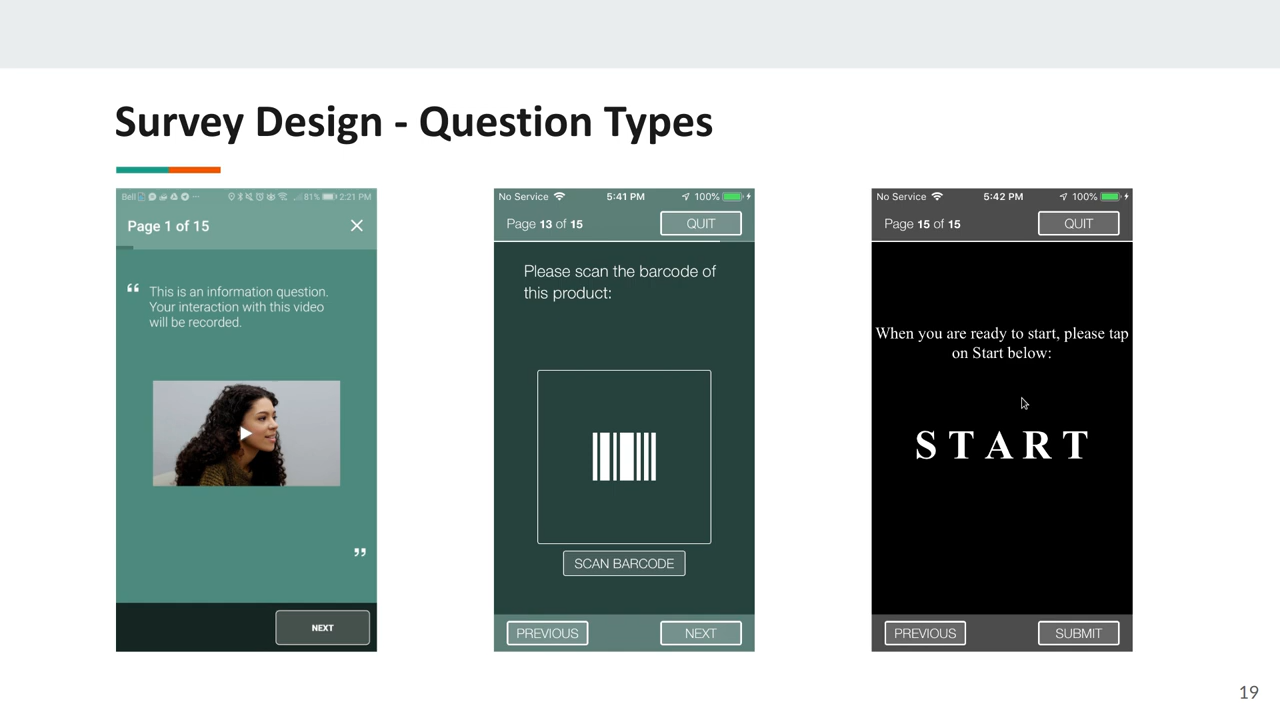 Survey Design - Question Types
Bell 81% 2:21 PM
Page 1 of 15
“ This is an information question.
Your interaction with this video
will be recorded.
”
NEXT
No Service 5:41 PM 100%
Page 13 of 15 QUIT
Please scan the barcode of
this product:
SCAN BARCODE
PREVIOUS NEXT
No Service 5:42 PM 100%
Page 15 of 15 QUIT
When you are ready to start, please tap
on Start below:
START
PREVIOUS SUBMIT
19